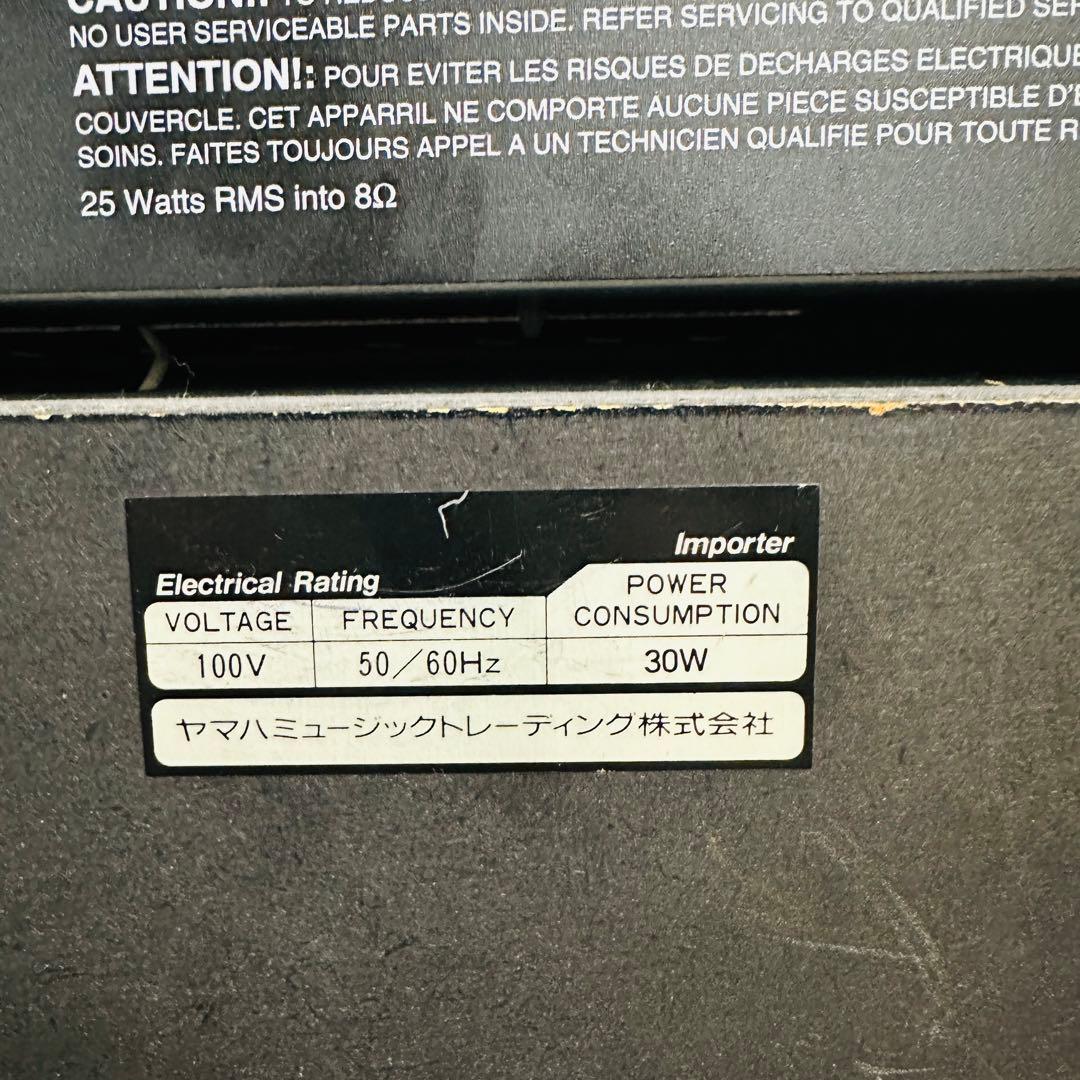 CAUTION!: TO REDUCE
NO USER SERVICEABLE PARTS INSIDE. REFER SERVICING TO QUALIFIED
ATTENTION!: POUR EVITER LES RISQUES DE DECHARGES ELECTRIQUE
COUVERCLE. CET APPARRIL NE COMPORTE AUCUNE PIECE SUSCEPTIBLE
SOINS. FAITES TOUJOURS APPEL A UN TECHNICIEN QUALIFIE POUR TOUTE
25 Watts RMS into 8Ω
Importer
Electrical Rating
VOLTAGE FREQUENCY POWER CONSUMPTION
100V 50/60Hz 30W
ヤマハミュージックトレーディング株式会社